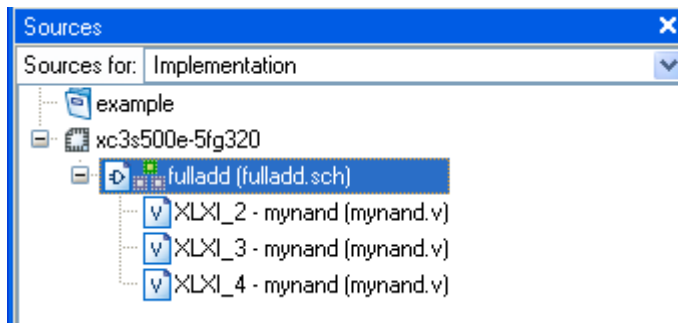 Sources
Sources for: Implementation
example
xc3s500e-5fg320
fulladd (fulladd.sch)
XLXI_2 - mynand (mynand.v)
XLXI_3 - mynand (mynand.v)
XLXI_4 - mynand (mynand.v)